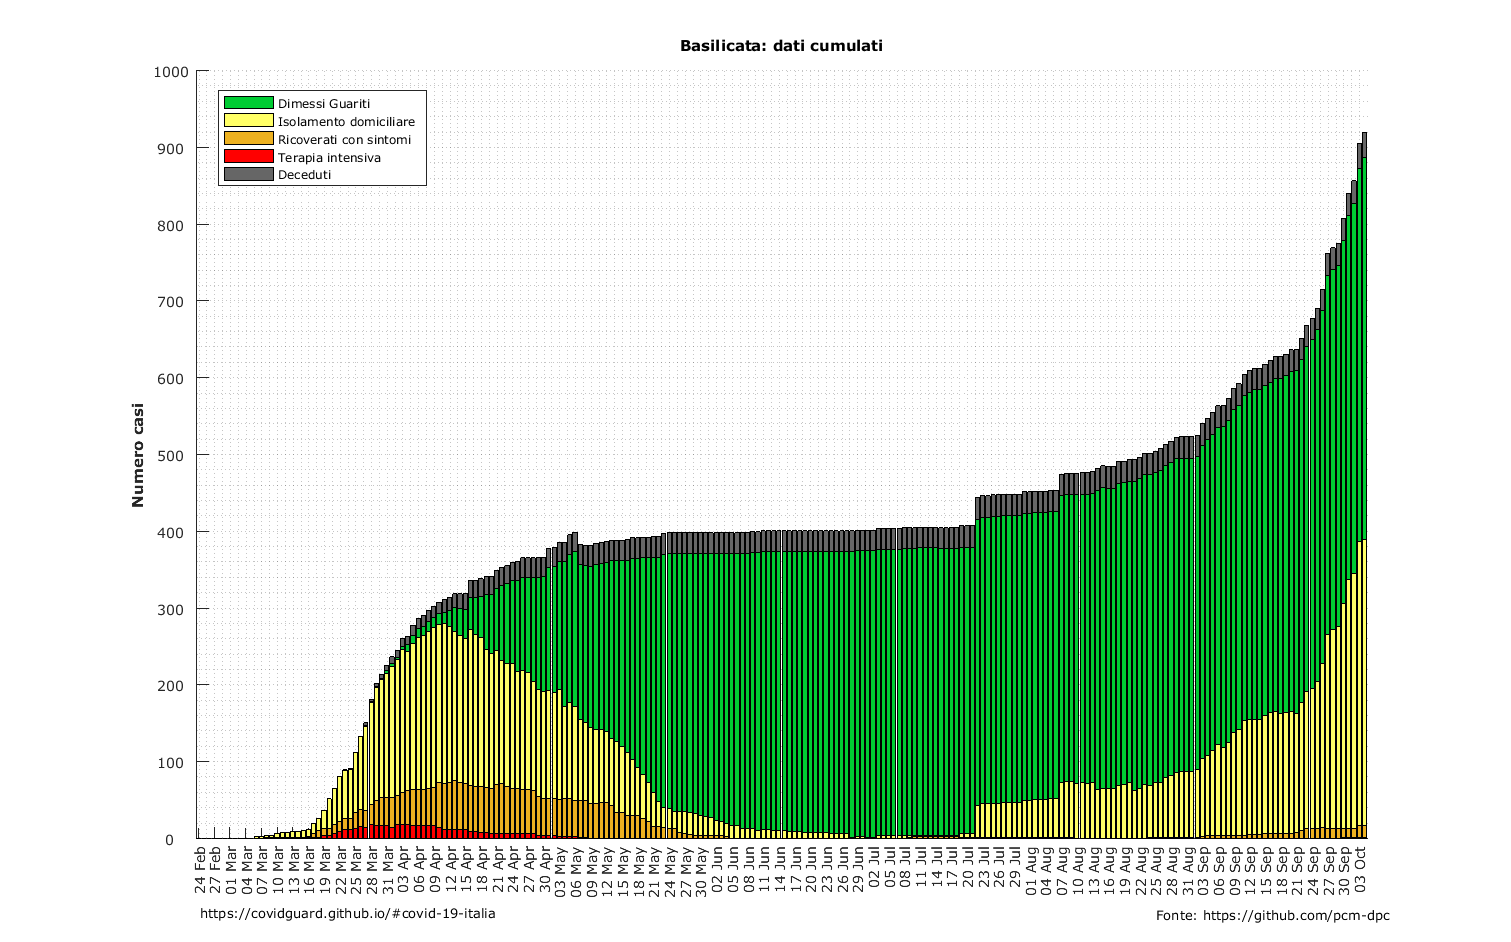 Basilicata: dati cumulati
1000
900
800
700
600
500
400
300
200
100
0
Numero casi
Dimessi Guariti
Isolamento domiciliare
Ricoverati con sintomi
Terapia intensiva
Deceduti
24 Feb
27 Feb
01 Mar
04 Mar
07 Mar
10 Mar
13 Mar
16 Mar
19 Mar
22 Mar
25 Mar
28 Mar
31 Mar
03 Apr
06 Apr
09 Apr
12 Apr
15 Apr
18 Apr
21 Apr
24 Apr
27 Apr
30 Apr
03 May
06 May
09 May
12 May
15 May
18 May
21 May
24 May
27 May
30 May
02 Jun
05 Jun
08 Jun
11 Jun
14 Jun
17 Jun
20 Jun
23 Jun
26 Jun
29 Jun
02 Jul
05 Jul
08 Jul
11 Jul
14 Jul
17 Jul
20 Jul
23 Jul
26 Jul
29 Jul
01 Aug
04 Aug
07 Aug
10 Aug
13 Aug
16 Aug
19 Aug
22 Aug
25 Aug
28 Aug
31 Aug
03 Sep
06 Sep
09 Sep
12 Sep
15 Sep
18 Sep
21 Sep
24 Sep
27 Sep
30 Sep
03 Oct
https://covidguard.github.io/#covid-19-italia
Fonte: https://github.com/pcm-dpc